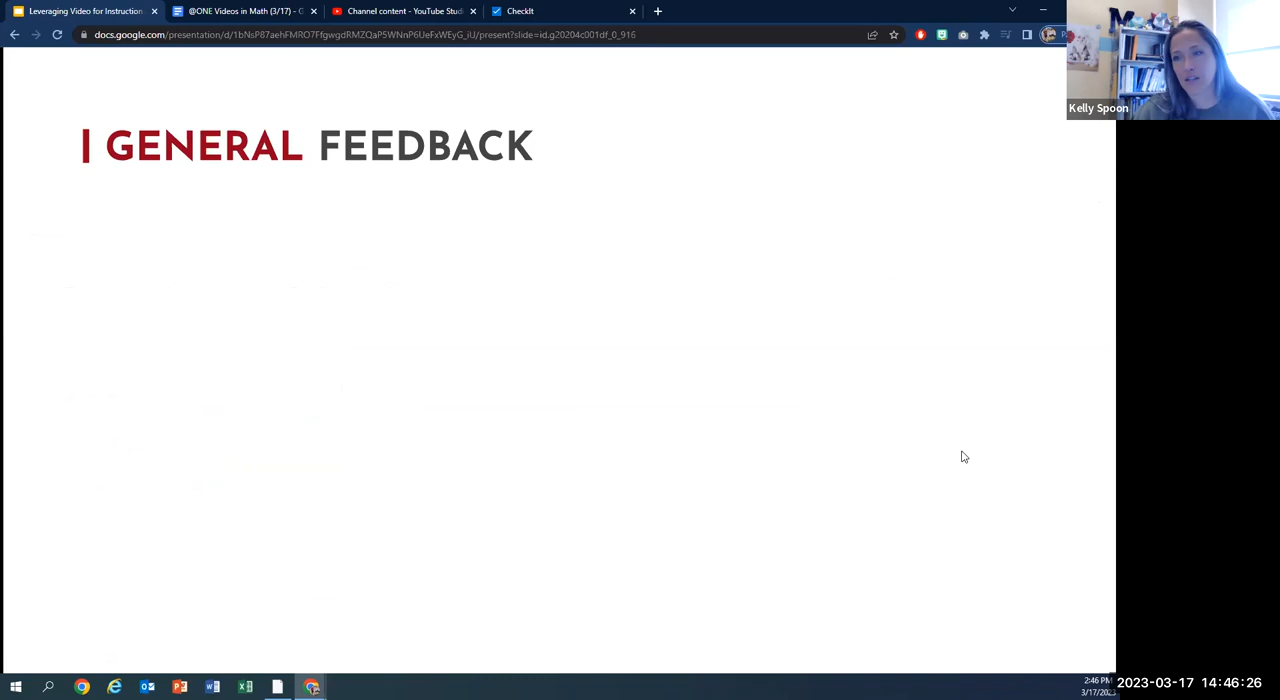 Leveraging Video for Instruction
@ONE Videos in Math (3/17) - G
Channel content - YouTube Stud
CheckIt
docs.google.com/presentation/d/1bNsP87aehFMRO7FfgwgdRMZQaP5WNnP6UeFxWEyG_iU/present?slide=id.g20204c001df_0_916
Kelly Spoon
GENERAL FEEDBACK
2:46 PM
3/17/2023
2023-03-17 14:46:26